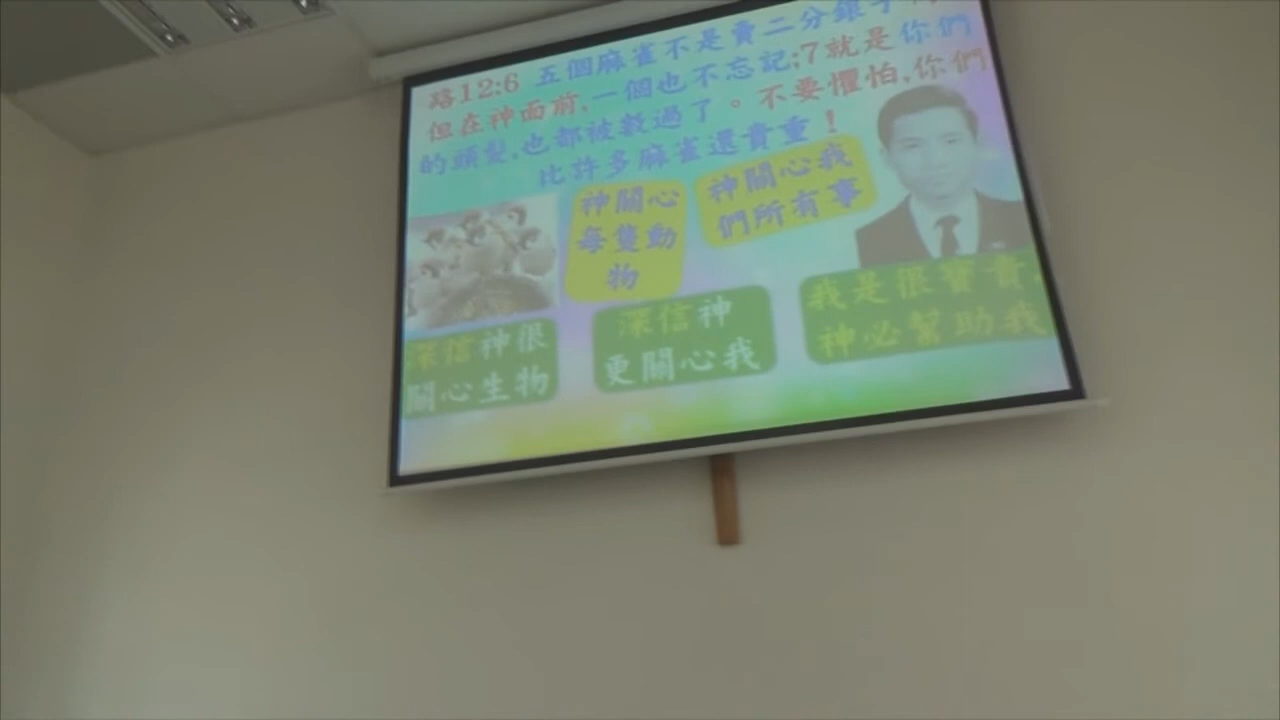 路12:6 五個麻雀不是賣二分銀子
但在神面前,一個也不忘記;7就是你們
的頭髮,也都被數過了。不要懼怕,你們
比許多麻雀還貴重!
神關心
每隻動
物
神關心我
們所有事
深信神很
關心生物
深信神
更關心我
我是很寶貴,
神必幫助我